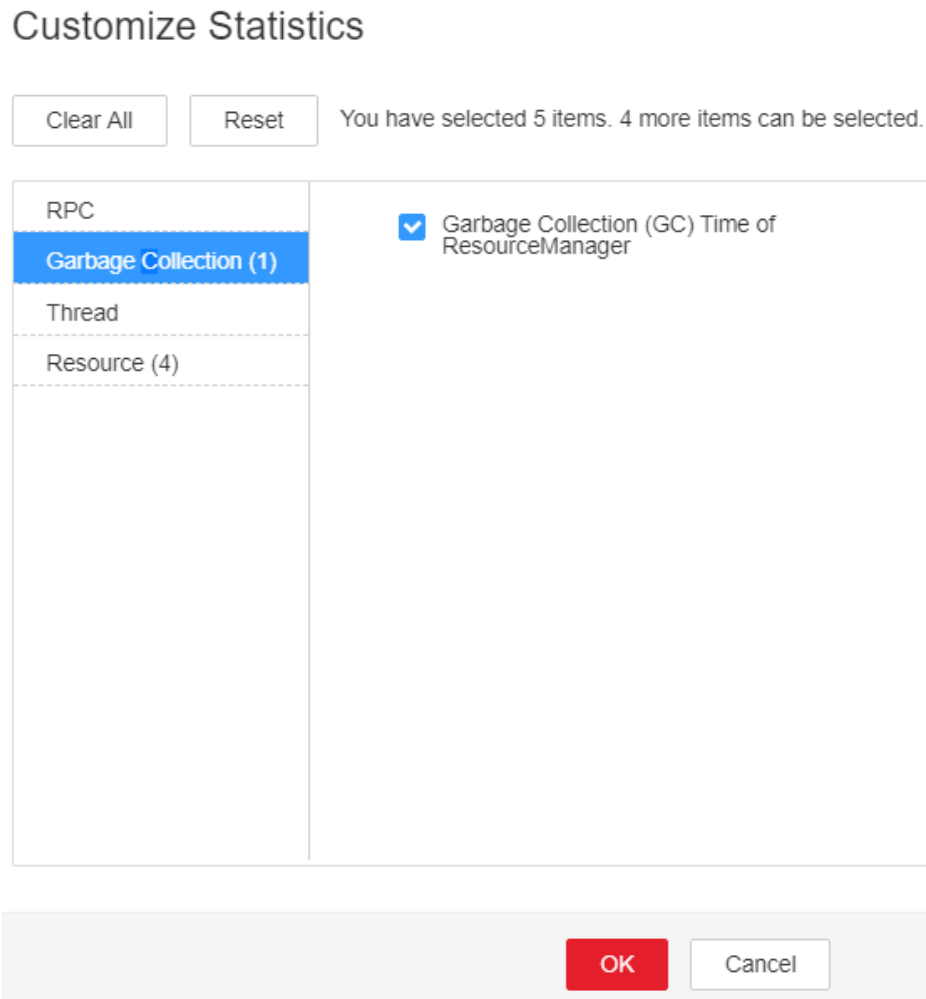 Customize Statistics
Clear All
Reset
You have selected 5 items. 4 more items can be selected.
RPC
Garbage Collection (1)
Thread
Resource (4)
Garbage Collection (GC) Time of
ResourceManager
OK
Cancel